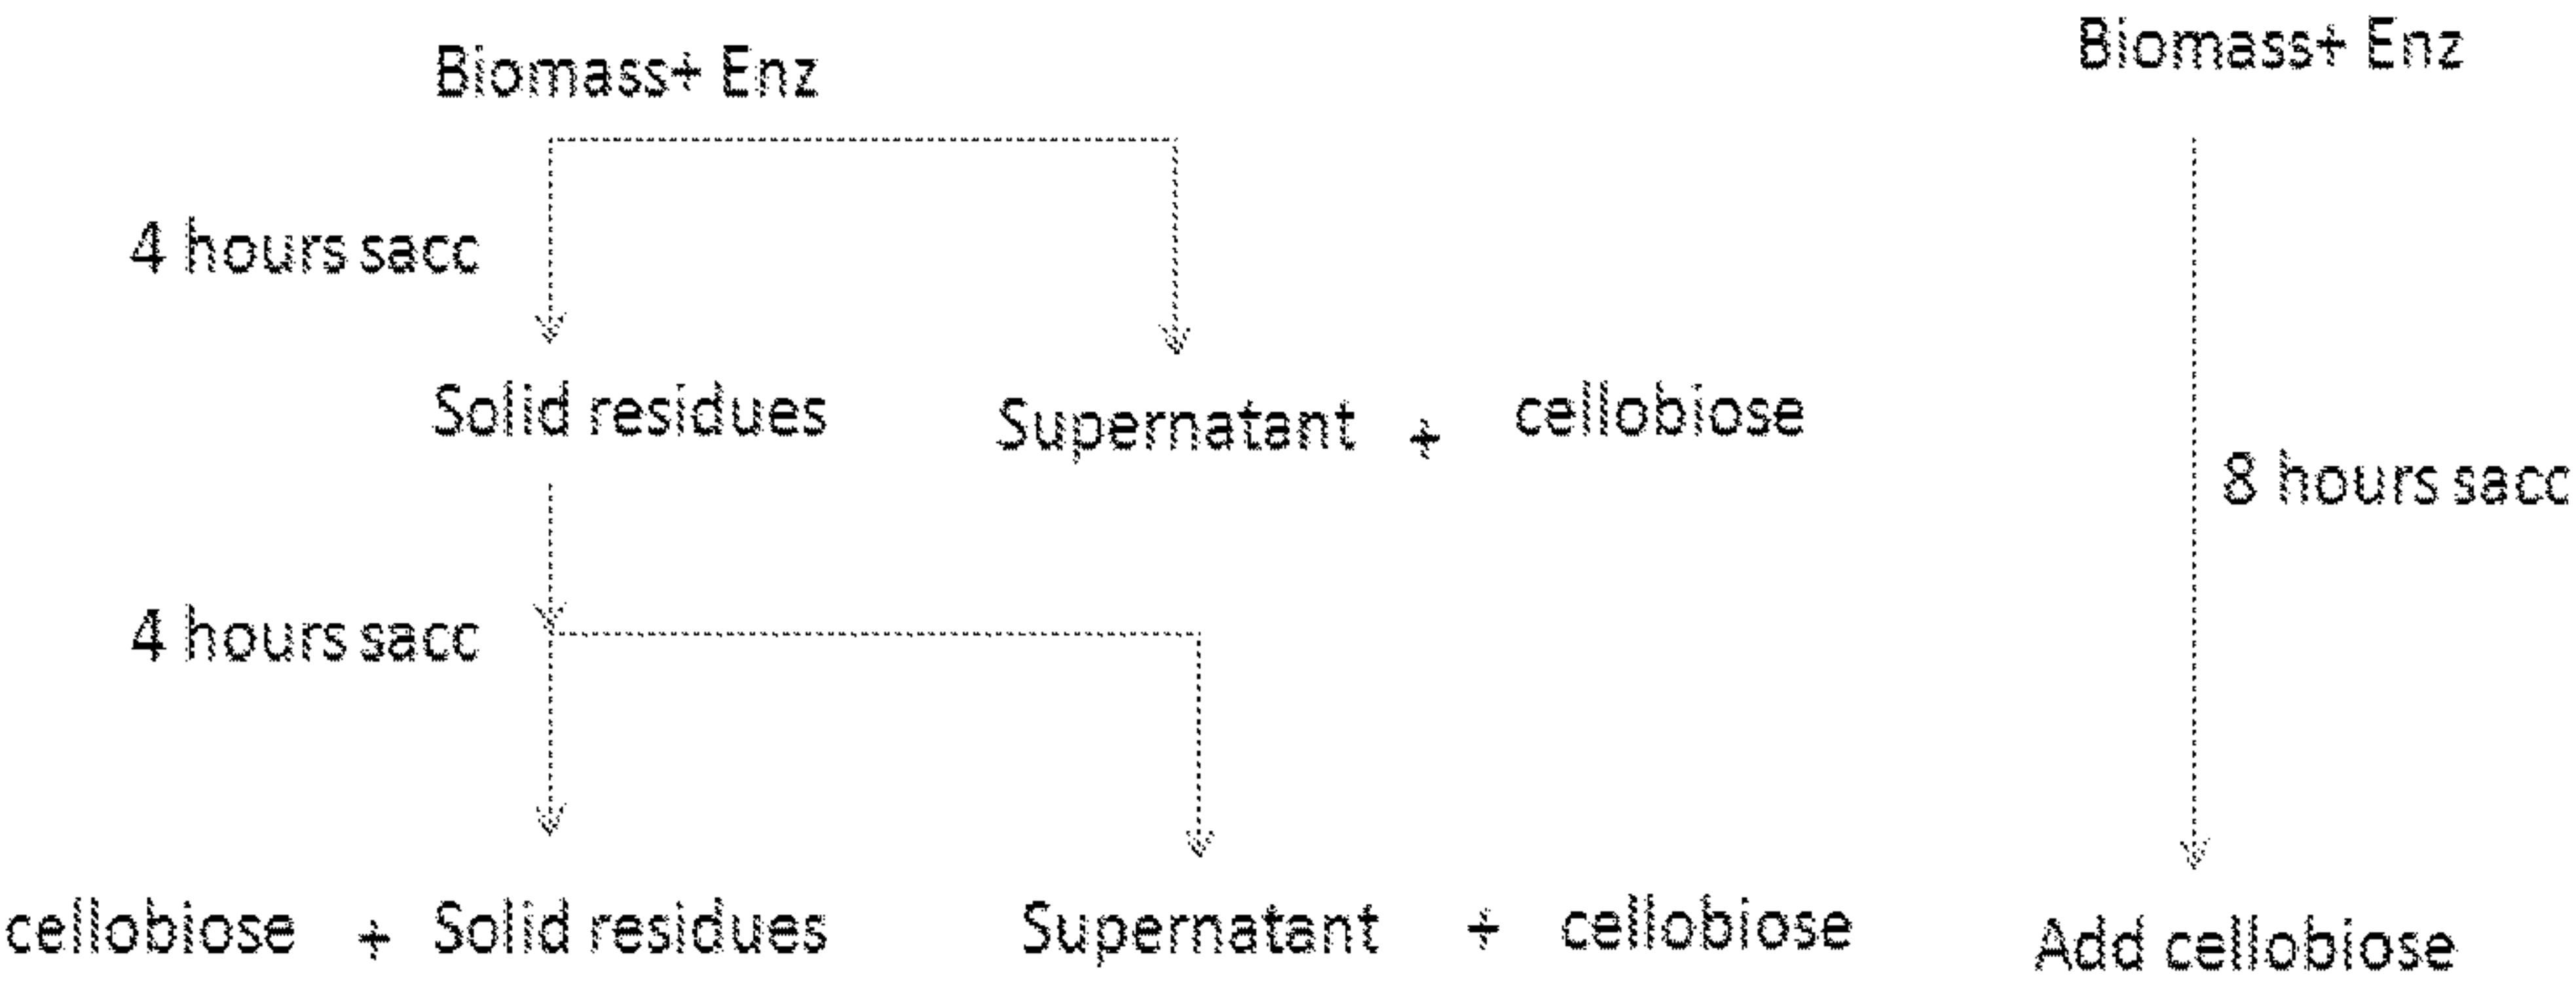 Biomass+ Enz
Biomass+ Enz
4 hours sacc
Solid residues
Supernatant + cellobiose
8 hours sacc
4 hours sacc
cellobiose + Solid residues
Supernatant + cellobiose
Add cellobiose